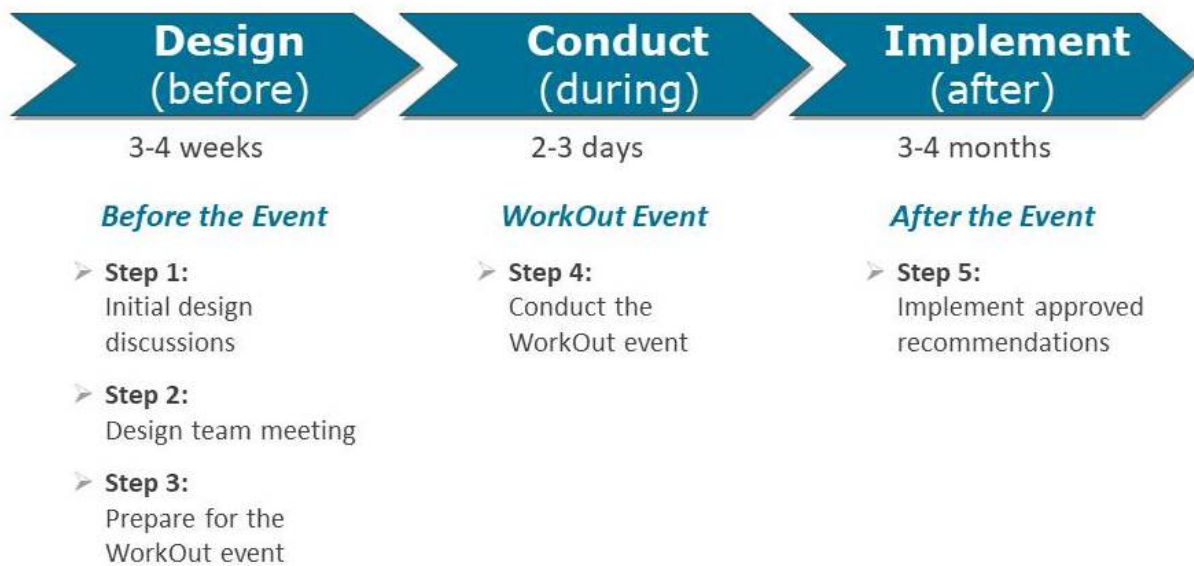 Design
(before)
3-4 weeks
Before the Event
Step 1:
Initial design
discussions
Step 2:
Design team meeting
Step 3:
Prepare for the
WorkOut event
Conduct
(during)
2-3 days
WorkOut Event
Step 4:
Conduct the
WorkOut event
Implement
(after)
3-4 months
After the Event
Step 5:
Implement approved
recommendations